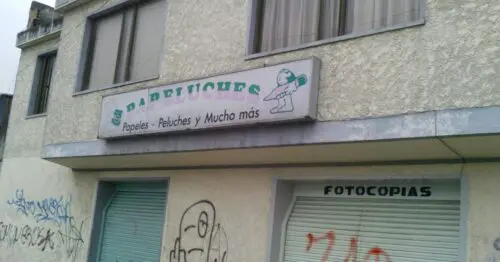 PAPELUCHES
Papeles - Peluches y Mucho más
FOTOCOPIAS